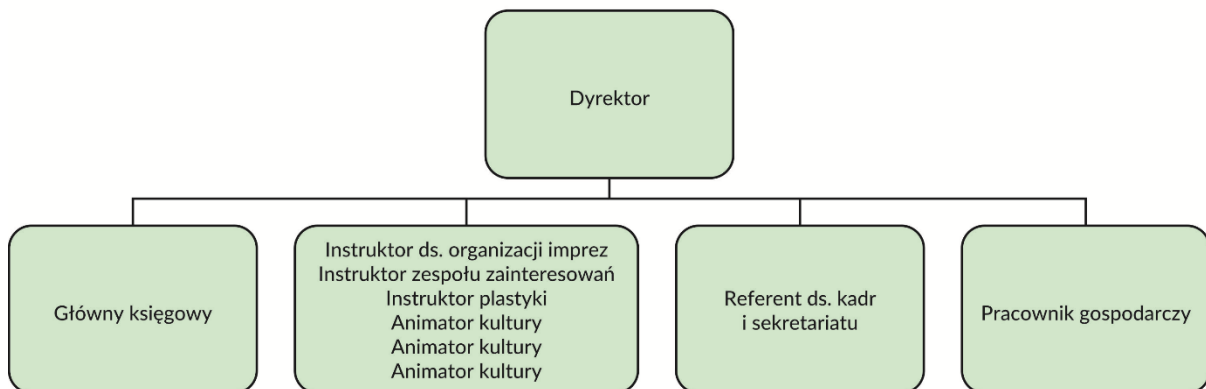 Dyrektor
Główny księgowy
Instruktor ds. organizacji imprez
Instruktor zespołu zainteresowań
Instruktor plastyki
Animator kultury
Animator kultury
Animator kultury
Referent ds. kadr
i sekretariatu
Pracownik gospodarczy